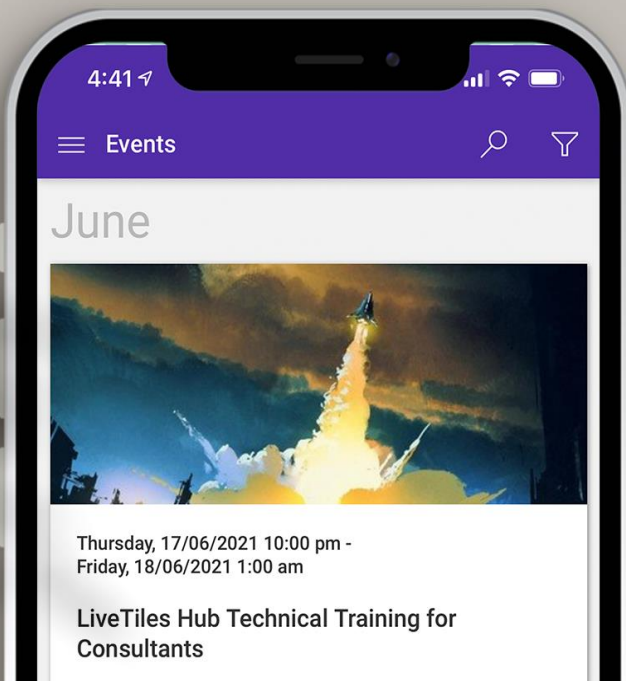 4:41
Events
June
Thursday, 17/06/2021 10:00 pm -
Friday, 18/06/2021 1:00 am
LiveTiles Hub Technical Training for
Consultants